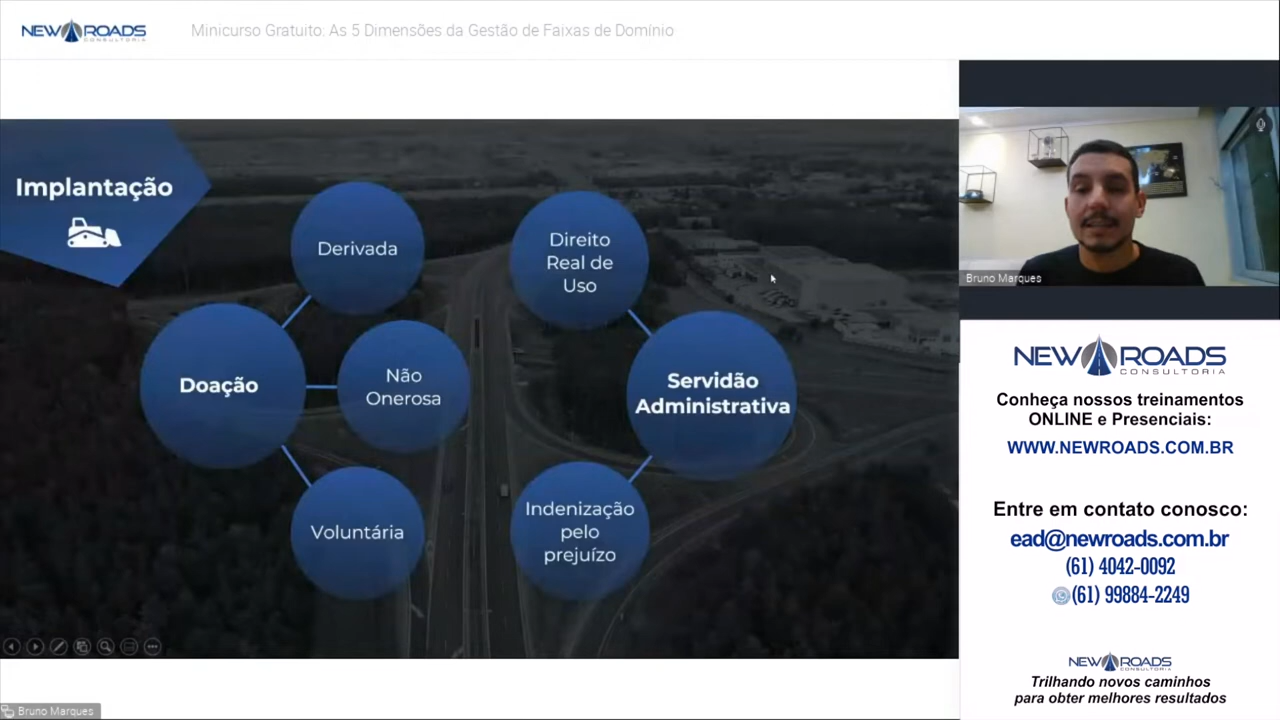 NEW ROADS
CONSULTORIA
Minicurso Gratuito: As 5 Dimensões da Gestão de Faixas de Domínio
Implantação
Derivada
Doação
Não
Onerosa
Voluntária
Direito
Real de
Uso
Servidão
Administrativa
Indenização
pelo
prejuízo
Bruno Marques
NEW ROADS
CONSULTORIA
Conheça nossos treinamentos
ONLINE e Presenciais:
WWW.NEWROADS.COM.BR
Entre em contato conosco:
ead@newroads.com.br
(61) 4042-0092
(61) 99884-2249
NEW ROADS
CONSULTORIA
Trilhando novos caminhos
para obter melhores resultados
Bruno Marques